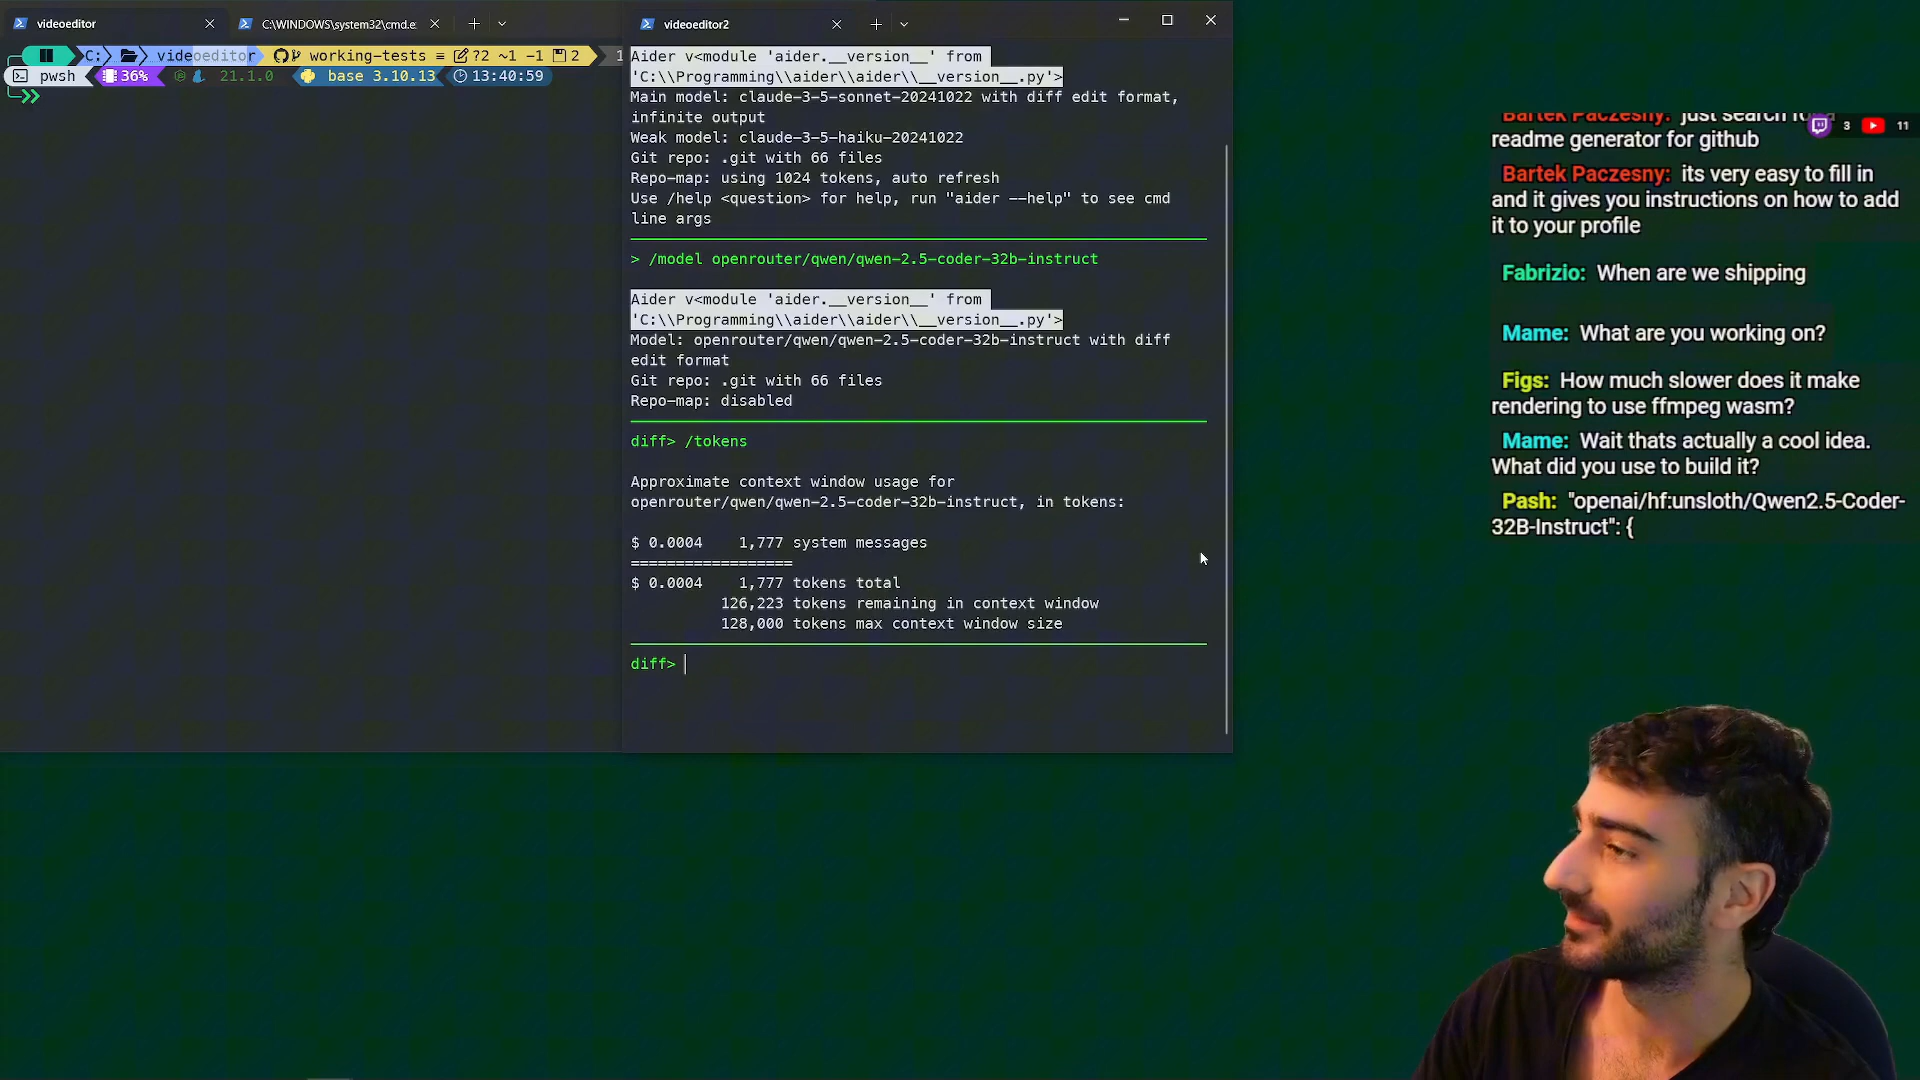 videoeditor
C:\WINDOWS\system32\cmd.e
C: videoeditor working-tests ≡ ?2 ~1 -1 2 1
pwsh 36% 21.1.0 base 3.10.13 13:40:59
videoeditor2
Aider v<module 'aider.__version__' from
'C:\\Programming\\aider\\aider\\__version__.py'>
Main model: claude-3-5-sonnet-20241022 with diff edit format,
infinite output
Weak model: claude-3-5-haiku-20241022
Git repo: .git with 66 files
Repo-map: using 1024 tokens, auto refresh
Use /help <question> for help, run "aider --help" to see cmd
line args
> /model openrouter/qwen/qwen-2.5-coder-32b-instruct
Aider v<module 'aider.__version__' from
'C:\\Programming\\aider\\aider\\__version__.py'>
Model: openrouter/qwen/qwen-2.5-coder-32b-instruct with diff
edit format
Git repo: .git with 66 files
Repo-map: disabled
diff> /tokens
Approximate context window usage for
openrouter/qwen/qwen-2.5-coder-32b-instruct, in tokens:
$ 0.0004 1,777 system messages
==================
$ 0.0004 1,777 tokens total
126,223 tokens remaining in context window
128,000 tokens max context window size
diff>
Bartek Paczesny: just search
3 11
readme generator for github
Bartek Paczesny: its very easy to fill in
and it gives you instructions on how to add
it to your profile
Fabrizio: When are we shipping
Mame: What are you working on?
Figs: How much slower does it make
rendering to use ffmpeg wasm?
Mame: Wait thats actually a cool idea.
What did you use to build it?
Pash: "openai/hf:unsloth/Qwen2.5-Coder-
32B-Instruct": {